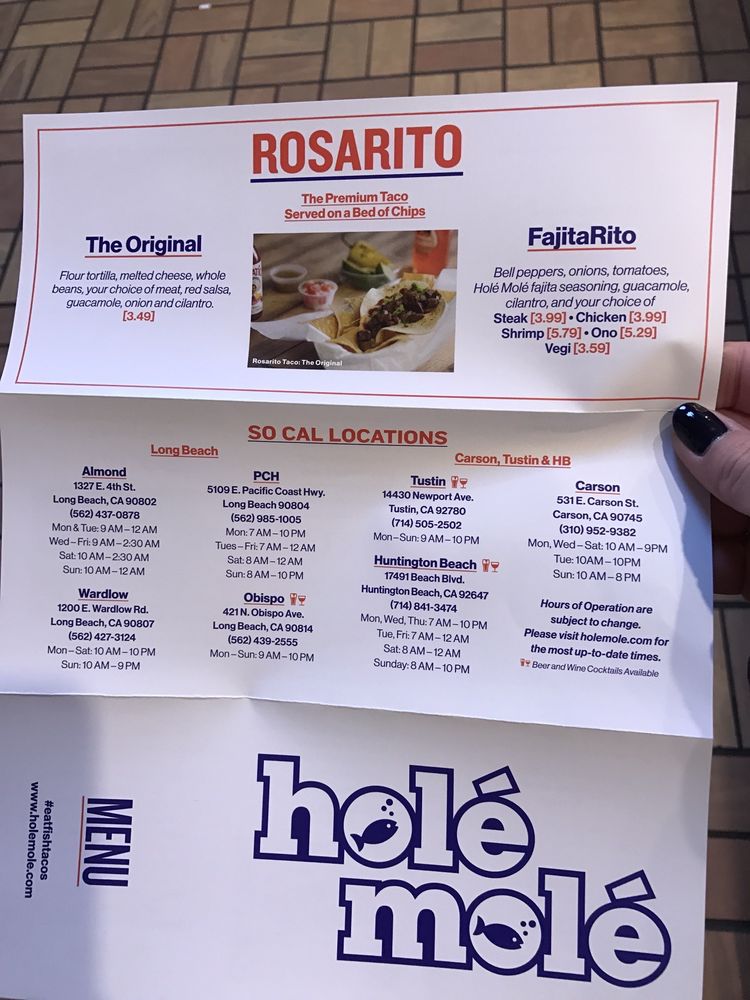 ROSARITO
The Premium Taco
Served on a Bed of Chips
The Original
Flour tortilla, melted cheese, whole
beans, your choice of meat, red salsa,
guacamole, onion and cilantro.
[3.49]
Rosarito Taco: The Original
FajitaRito
Bell peppers, onions, tomatoes,
Holé Molé fajita seasoning, guacamole,
cilantro, and your choice of
Steak [3.99] • Chicken [3.99]
Shrimp [5.79] • Ono [5.29]
Vegi [3.59]
SO CAL LOCATIONS
Long Beach
Almond
1327 E. 4th St.
Long Beach, CA 90802
(562) 437-0878
Mon & Tue: 9 AM – 12 AM
Wed – Fri: 9 AM – 2:30 AM
Sat: 10 AM – 2:30 AM
Sun: 10 AM – 12 AM
Wardlow
1200 E. Wardlow Rd.
Long Beach, CA 90807
(562) 427-3124
Mon – Sat: 10 AM – 10 PM
Sun: 10 AM – 9 PM
PCH
5109 E. Pacific Coast Hwy.
Long Beach 90804
(562) 985-1005
Mon: 7 AM – 10 PM
Tues – Fri: 7 AM – 12 AM
Sat: 8 AM – 12 AM
Sun: 8 AM – 10 PM
Obispo
421 N. Obispo Ave.
Long Beach, CA 90814
(562) 439-2555
Mon – Sun: 9 AM – 10 PM
Carson, Tustin & HB
Tustin
14430 Newport Ave.
Tustin, CA 92780
(714) 505-2502
Mon – Sun: 9 AM – 10 PM
Huntington Beach
17491 Beach Blvd.
Huntington Beach, CA 92647
(714) 841-3474
Mon, Wed, Thu: 7 AM – 10 PM
Tue, Fri: 7 AM – 12 AM
Sat: 8 AM – 12 AM
Sunday: 8 AM – 10 PM
Carson
531 E. Carson St.
Carson, CA 90745
(310) 952-9382
Mon, Wed – Sat: 10 AM – 9PM
Tue: 10AM – 10PM
Sun: 10 AM – 8 PM
Hours of Operation are
subject to change.
Please visit holemole.com for
the most up-to-date times.
Beer and Wine Cocktails Available
MENU
#eatfishtacos
www.holemole.com
holé
molé